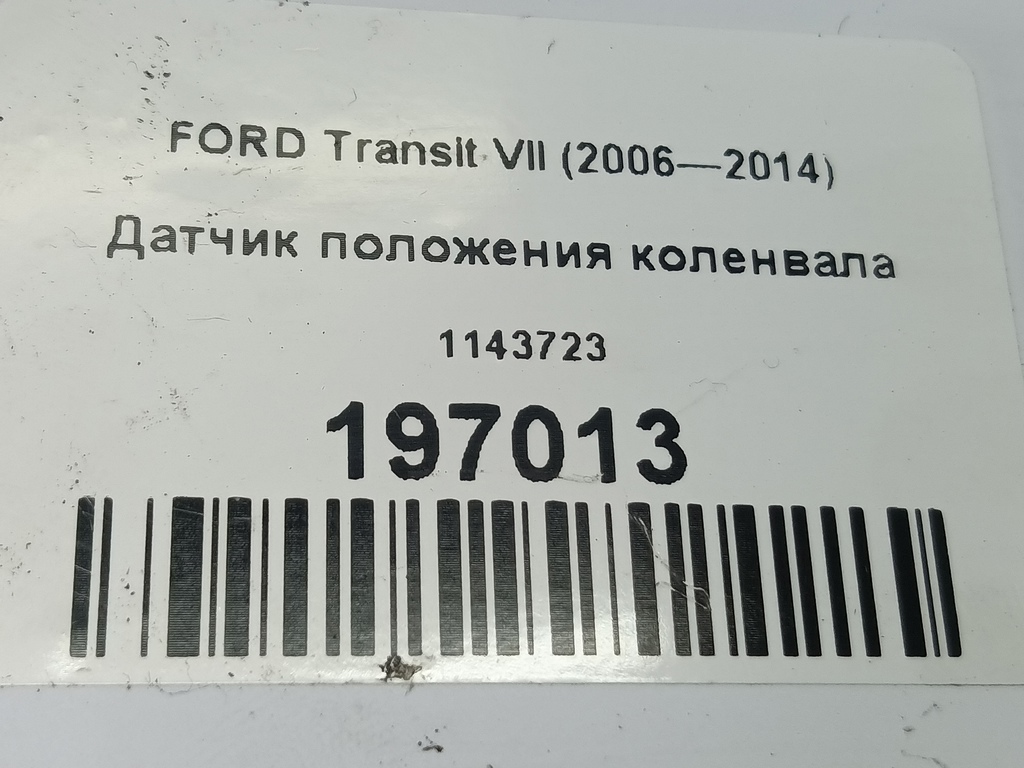 FORD Transit VII (2006—2014)
Датчик положения коленвала
1143723
197013